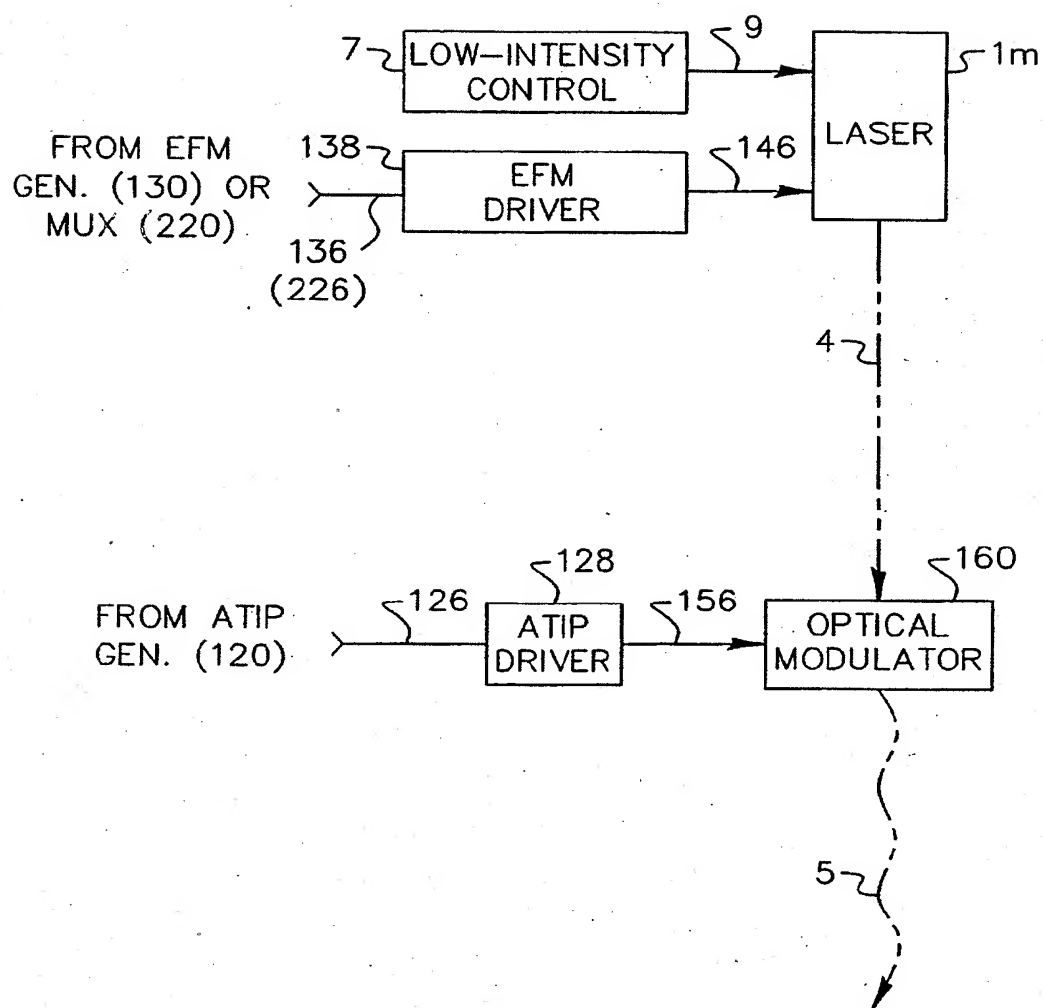 7
LOW-INTENSITY
CONTROL
9
1m
LASER
FROM EFM
GEN. (130) OR
MUX (220)
138
EFM
DRIVER
146
136
(226)
4
FROM ATIP
GEN. (120)
126
128
ATIP
DRIVER
156
160
OPTICAL
MODULATOR
5